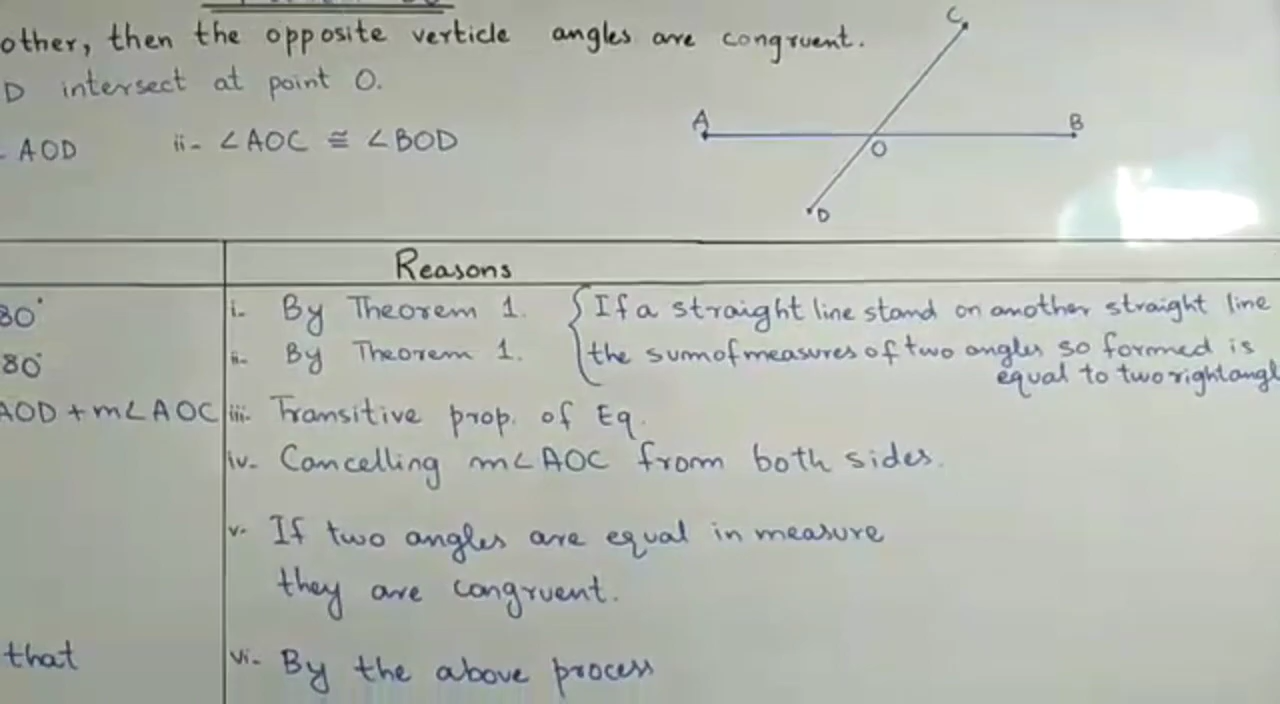 other, then the opposite verticle angles are congruent.
D intersect at point O.
AOD ii- ∠AOC ≅ ∠BOD
C
A
B
O
D
Reasons
80° i. By Theorem 1. {If a straight line stand on another straight line
80° ii. By Theorem 1. the sum of measures of two angles so formed is
equal to two right angl
AOD + m∠AOC iii. Transitive prop. of Eq.
iv- Cancelling m∠AOC from both sides.
v- If two angles are equal in measure
they are congruent.
that vi- By the above process